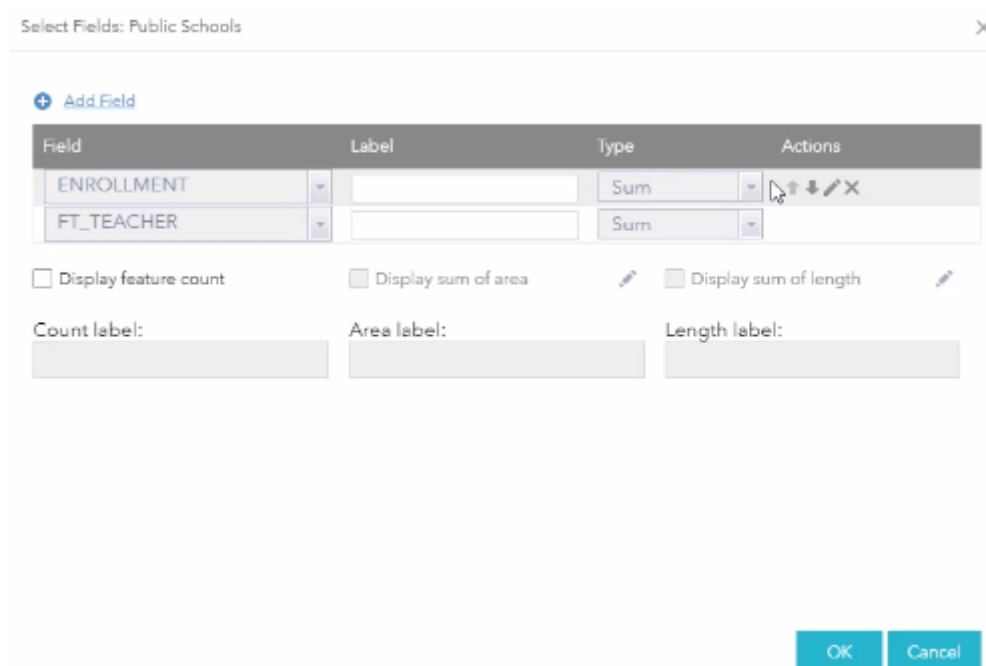 Select Fields: Public Schools
Add Field
Field Label Type Actions
ENROLLMENT Sum
FT_TEACHER Sum
Display feature count Display sum of area Display sum of length
Count label: Area label: Length label:
OK Cancel